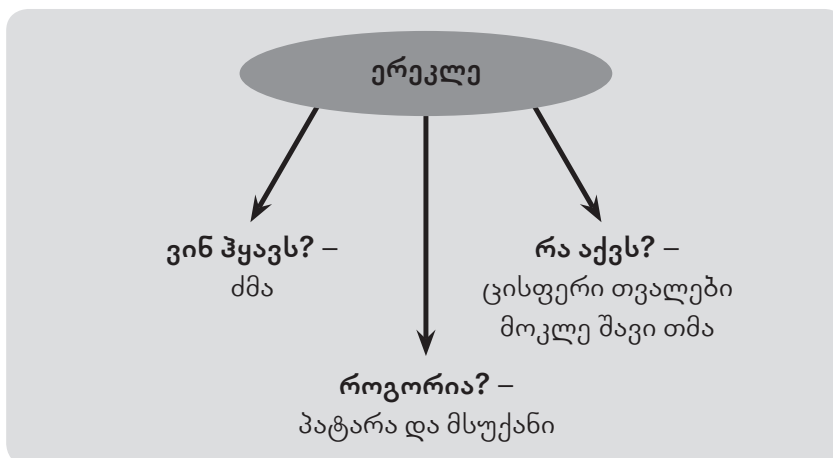 ერეკლე
ვინ ჰყავს? –
ძმა
რა აქვს? –
ცისფერი თვალები
მოკლე შავი თმა
როგორია? –
პატარა და მსუქანი